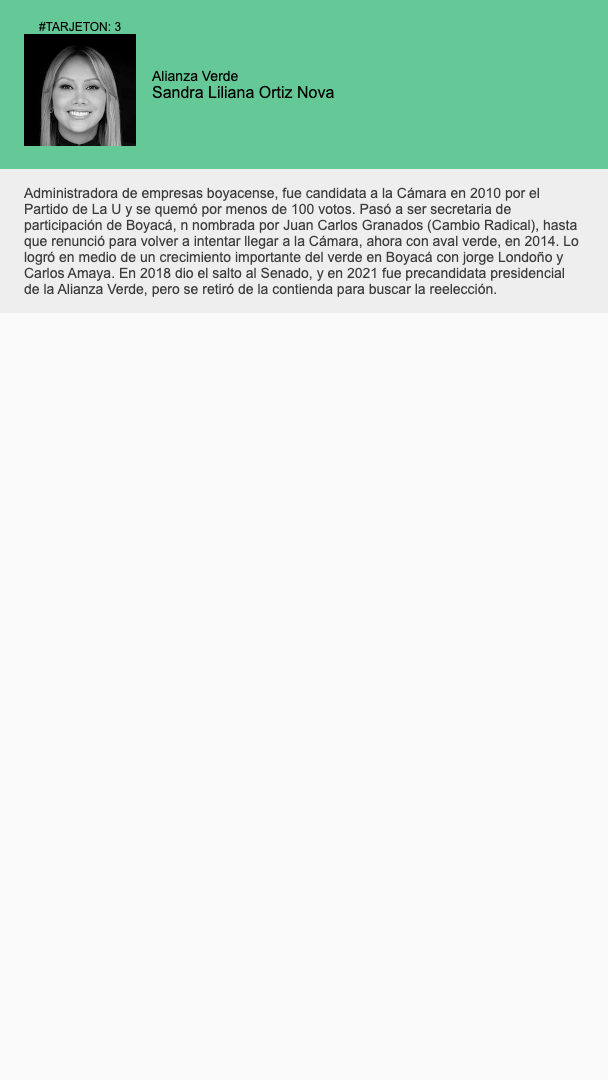 #TARJETON: 3
Alianza Verde
Sandra Liliana Ortiz Nova
Administradora de empresas boyacense, fue candidata a la Cámara en 2010 por el
Partido de La U y se quemó por menos de 100 votos. Pasó a ser secretaria de
participación de Boyacá, n nombrada por Juan Carlos Granados (Cambio Radical), hasta
que renunció para volver a intentar llegar a la Cámara, ahora con aval verde, en 2014. Lo
logró en medio de un crecimiento importante del verde en Boyacá con jorge Londoño y
Carlos Amaya. En 2018 dio el salto al Senado, y en 2021 fue precandidata presidencial
de la Alianza Verde, pero se retiró de la contienda para buscar la reelección.